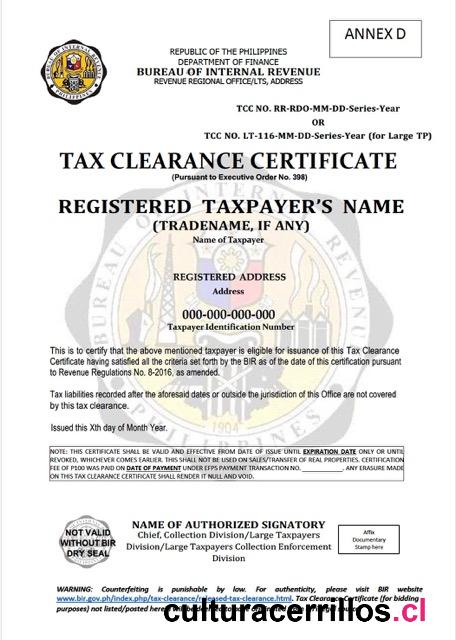 ANNEX D
REPUBLIC OF THE PHILIPPINES
DEPARTMENT OF FINANCE
BUREAU OF INTERNAL REVENUE
REVENUE REGIONAL OFFICE/LTS, ADDRESS
TCC NO. RR-RDO-MM-DD-Series-Year
OR
TCC NO. LT-116-MM-DD-Series-Year (for Large TP)
TAX CLEARANCE CERTIFICATE
(Pursuant to Executive Order No. 398)
REGISTERED TAXPAYER'S NAME
(TRADENAME, IF ANY)
Name of Taxpayer
REGISTERED ADDRESS
Address
000-000-000-000
Taxpayer Identification Number
This is to certify that the above mentioned taxpayer is eligible for issuance of this Tax Clearance
Certificate having satisfied all the criteria set forth by the BIR as of the date of this certification pursuant
to Revenue Regulations No. 8-2016, as amended.
Tax liabilities recorded after the aforesaid dates or outside the jurisdiction of this Office are not covered
by this tax clearance.
Issued this Xth day of Month Year.
NOTE: THIS CERTIFICATE SHALL BE VALID AND EFFECTIVE FROM DATE OF ISSUE UNTIL EXPIRATION DATE ONLY OR UNTIL
REVOKED, WHICHEVER COMES EARLIER. THIS SHALL NOT BE USED ON SALES/TRANSFER OF REAL PROPERTIES. CERTIFICATION
FEE OF P100 WAS PAID ON DATE OF PAYMENT UNDER EFPS PAYMENT TRANSACTION NO. ____________. ANY ERASURE MADE
ON THIS TAX CLEARANCE CERTIFICATE SHALL RENDER IT NULL AND VOID.
NOT VALID
WITHOUT BIR
DRY SEAL
NAME OF AUTHORIZED SIGNATORY
Chief, Collection Division/Large Taxpayers
Division/Large Taxpayers Collection Enforcement
Division
Affix
Documentary
Stamp here
WARNING: Counterfeiting is punishable by law. For authenticity, please visit BIR website
www.bir.gov.ph/index.php/tax-clearance/released-tax-clearance.html. Tax Clearance Certificate (for bidding
purposes) not listed/posted herein will be
culturacerrillos.cl
BUREAU OF INTERNAL REVENUE
PHILIPPINES
1904